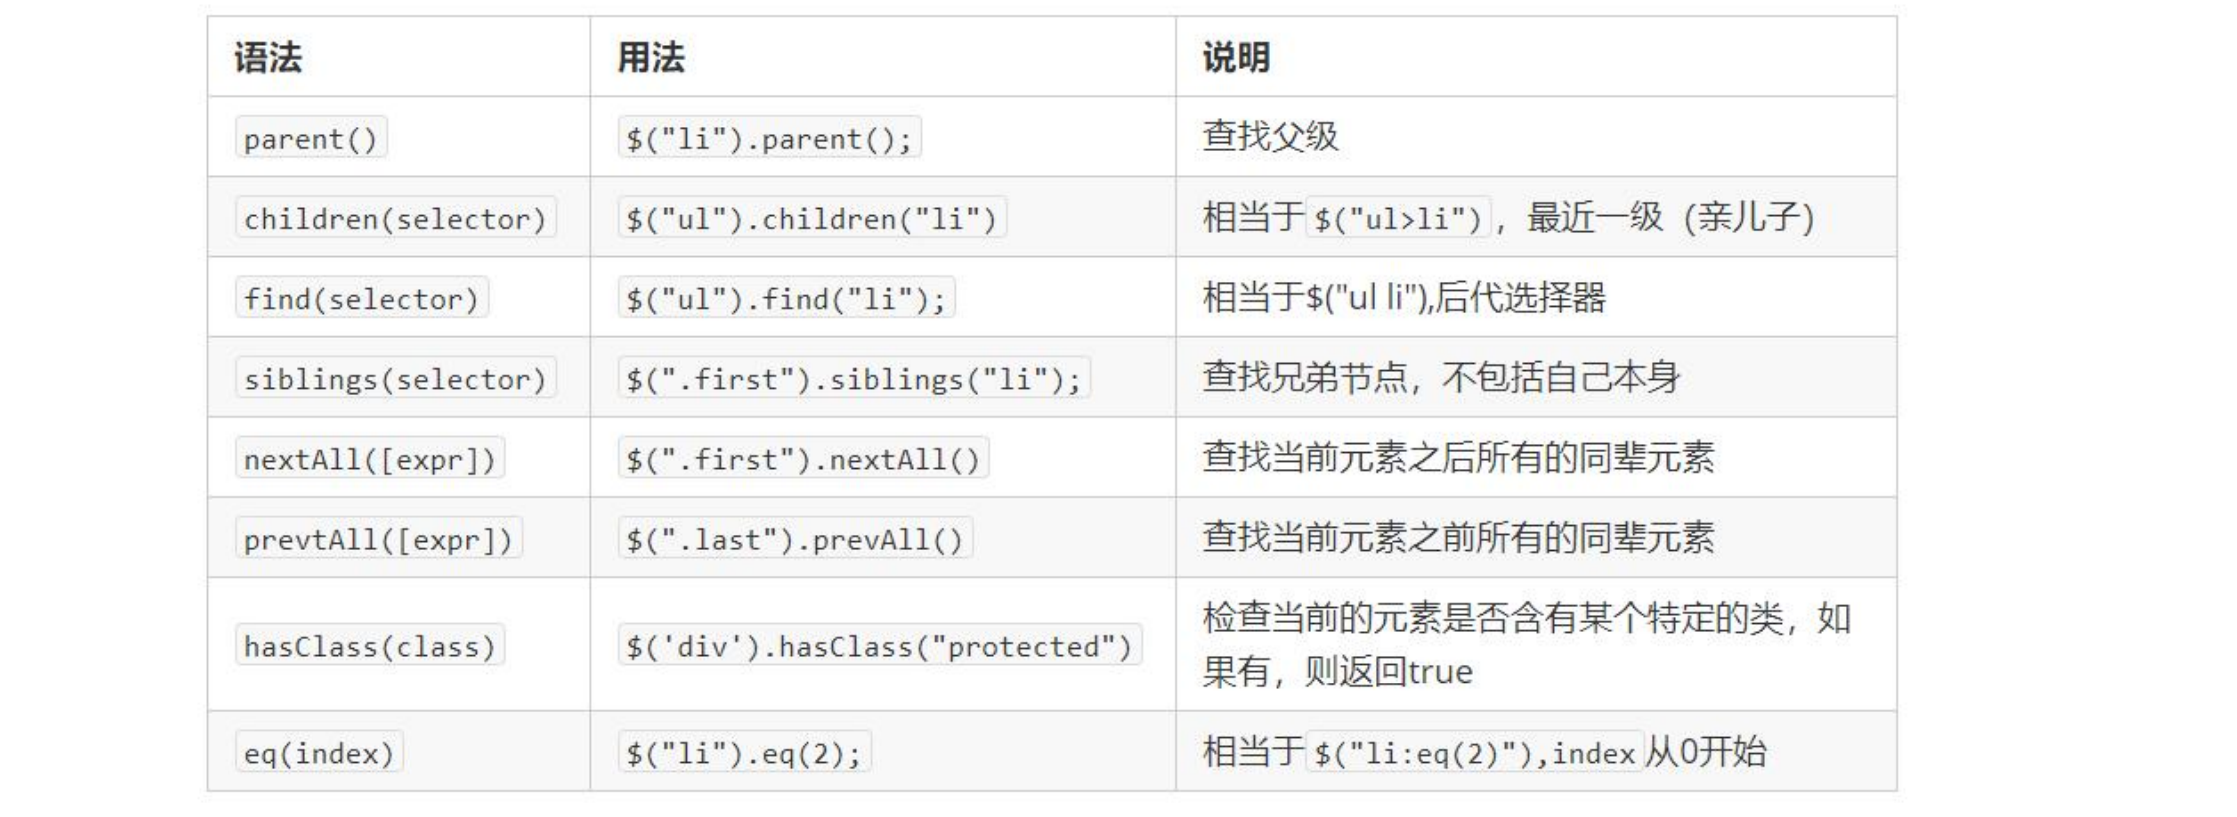 语法 用法 说明
parent() $("li").parent(); 查找父级
children(selector) $("ul").children("li") 相当于$("ul>li")，最近一级（亲儿子）
find(selector) $("ul").find("li"); 相当于$("ul li"),后代选择器
siblings(selector) $(".first").siblings("li"); 查找兄弟节点，不包括自己本身
nextAll([expr]) $(".first").nextAll() 查找当前元素之后所有的同辈元素
prevtAll([expr]) $(".last").prevAll() 查找当前元素之前所有的同辈元素
hasClass(class) $('div').hasClass("protected") 检查当前的元素是否含有某个特定的类，如
果有，则返回true
eq(index) $("li").eq(2); 相当于$("li:eq(2)"),index从0开始